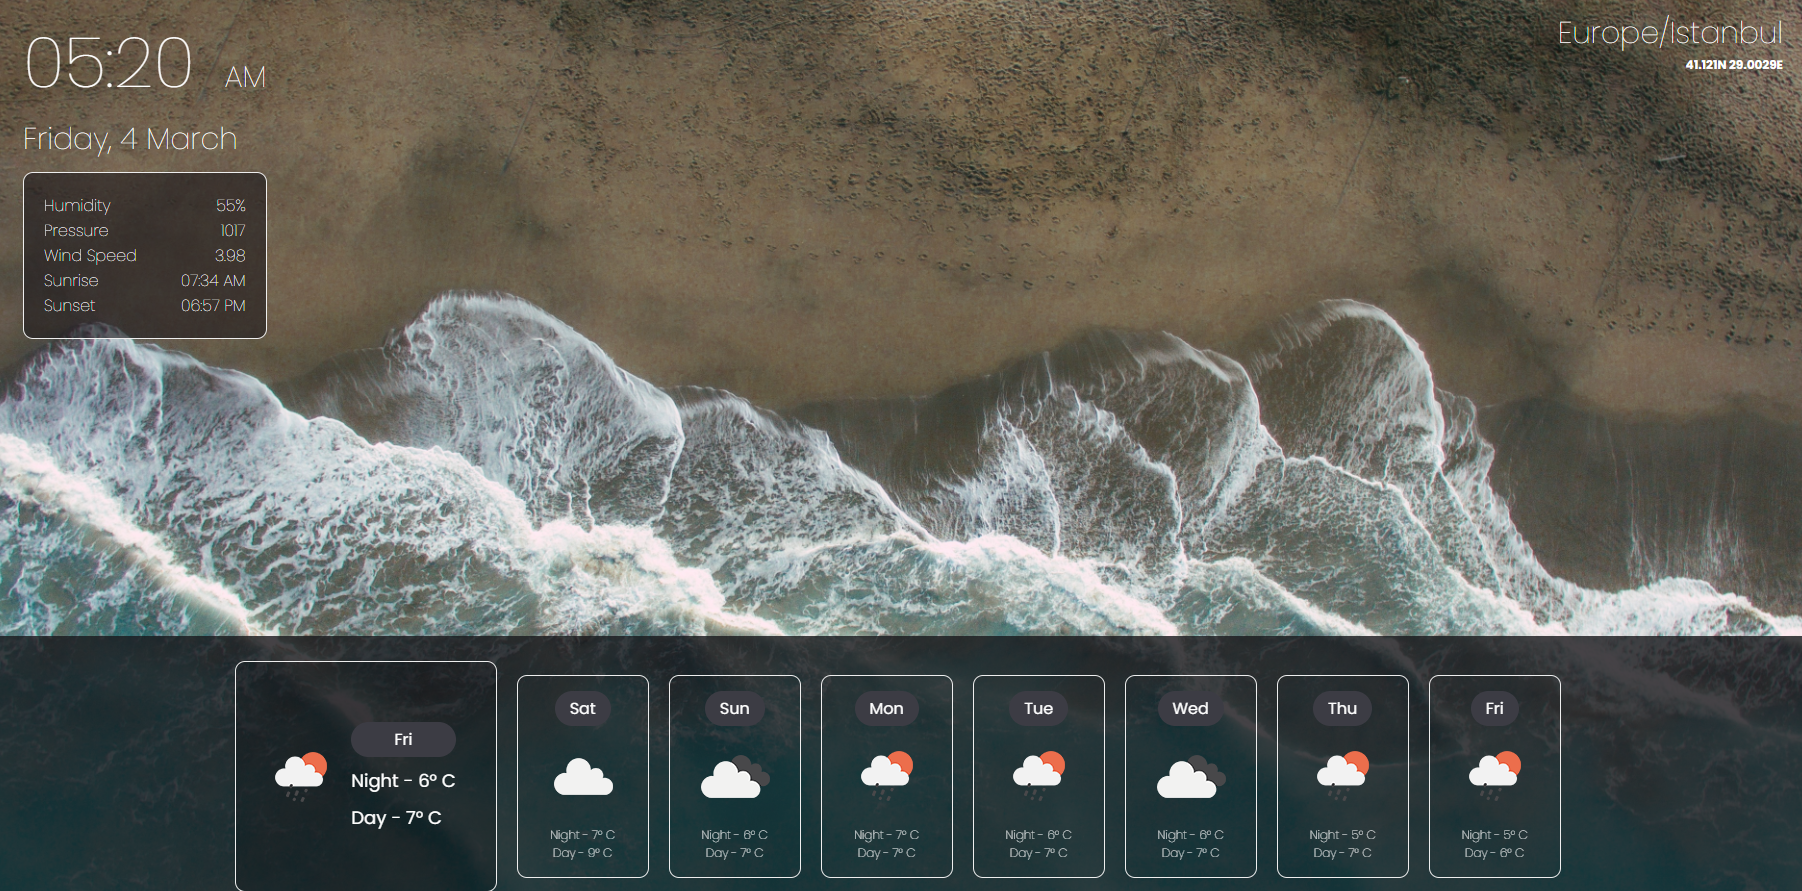 05:20 AM
Europe/Istanbul
41.121N 29.0029E
Friday, 4 March
Humidity 55%
Pressure 1017
Wind Speed 3.98
Sunrise 07:34 AM
Sunset 06:57 PM
Fri
Night - 6° C
Day - 7° C
Sat
Night - 7° C
Day - 9° C
Sun
Night - 6° C
Day - 7° C
Mon
Night - 7° C
Day - 7° C
Tue
Night - 6° C
Day - 7° C
Wed
Night - 6° C
Day - 7° C
Thu
Night - 5° C
Day - 7° C
Fri
Night - 5° C
Day - 6° C